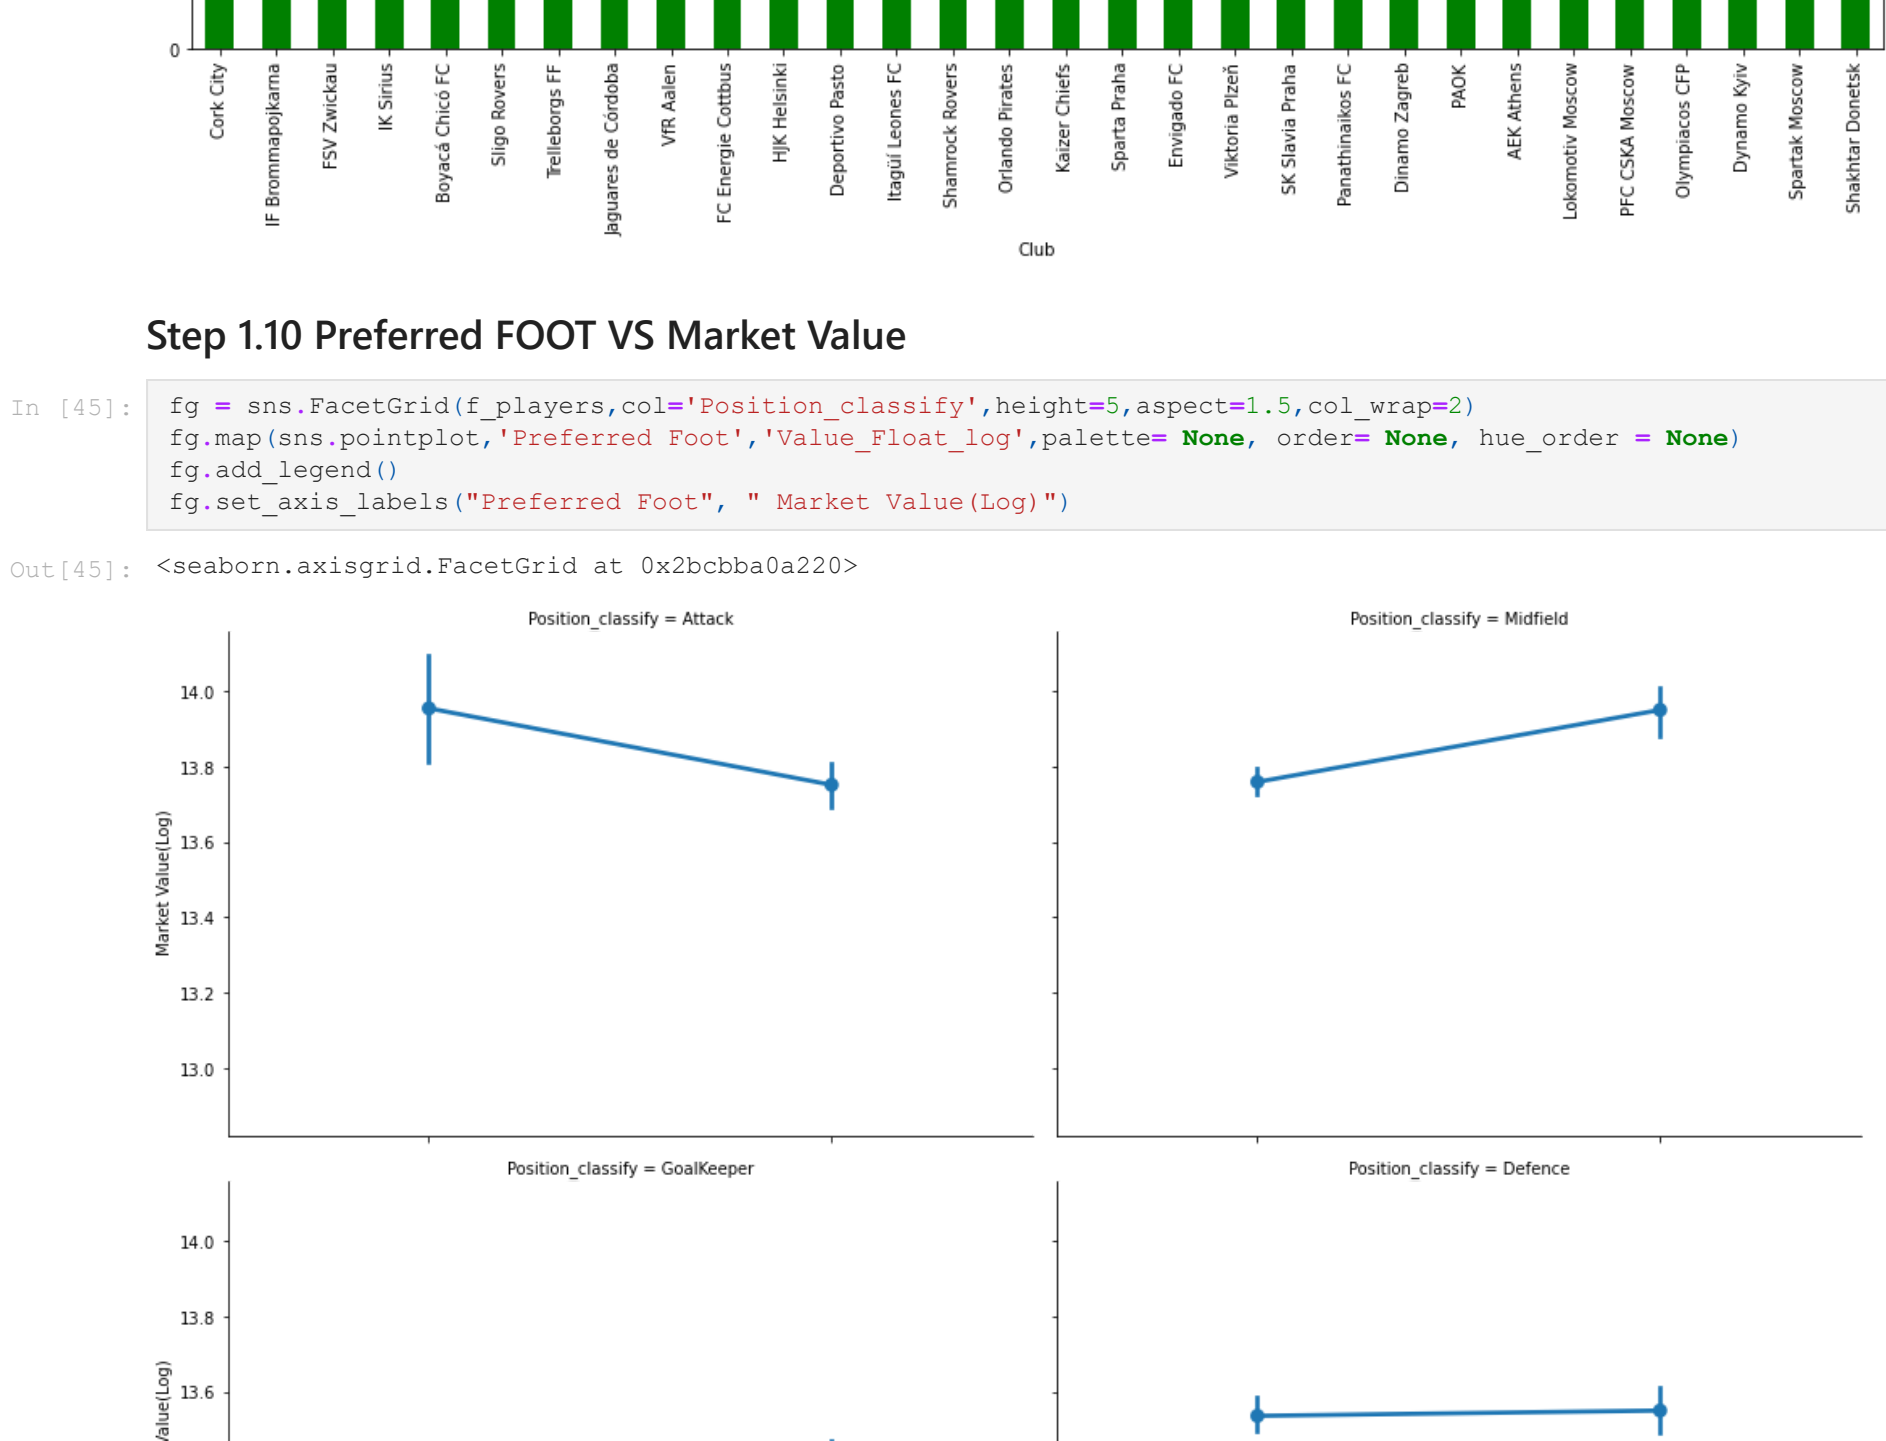 0
Cork City
IF Brommapojkarna
FSV Zwickau
IK Sirius
Boyacá Chicó FC
Sligo Rovers
Trelleborgs FF
Jaguares de Córdoba
VfR Aalen
FC Energie Cottbus
HJK Helsinki
Deportivo Pasto
Itagüí Leones FC
Shamrock Rovers
Orlando Pirates
Kaizer Chiefs
Sparta Praha
Envigado FC
Viktoria Plzeň
SK Slavia Praha
Panathinaikos FC
Dinamo Zagreb
PAOK
AEK Athens
Lokomotiv Moscow
PFC CSKA Moscow
Olympiacos CFP
Dynamo Kyiv
Spartak Moscow
Shakhtar Donetsk
Club
Step 1.10 Preferred FOOT VS Market Value
In [45]:
fg = sns.FacetGrid(f_players,col='Position_classify',height=5,aspect=1.5,col_wrap=2)
fg.map(sns.pointplot,'Preferred Foot','Value_Float_log',palette= None, order= None, hue_order = None)
fg.add_legend()
fg.set_axis_labels("Preferred Foot", " Market Value(Log)")
Out[45]: <seaborn.axisgrid.FacetGrid at 0x2bcbba0a220>
Position_classify = Attack
14.0
13.8
13.6
13.4
13.2
13.0
Market Value(Log)
Position_classify = Midfield
Position_classify = GoalKeeper
14.0
13.8
13.6
Value(Log)
Position_classify = Defence